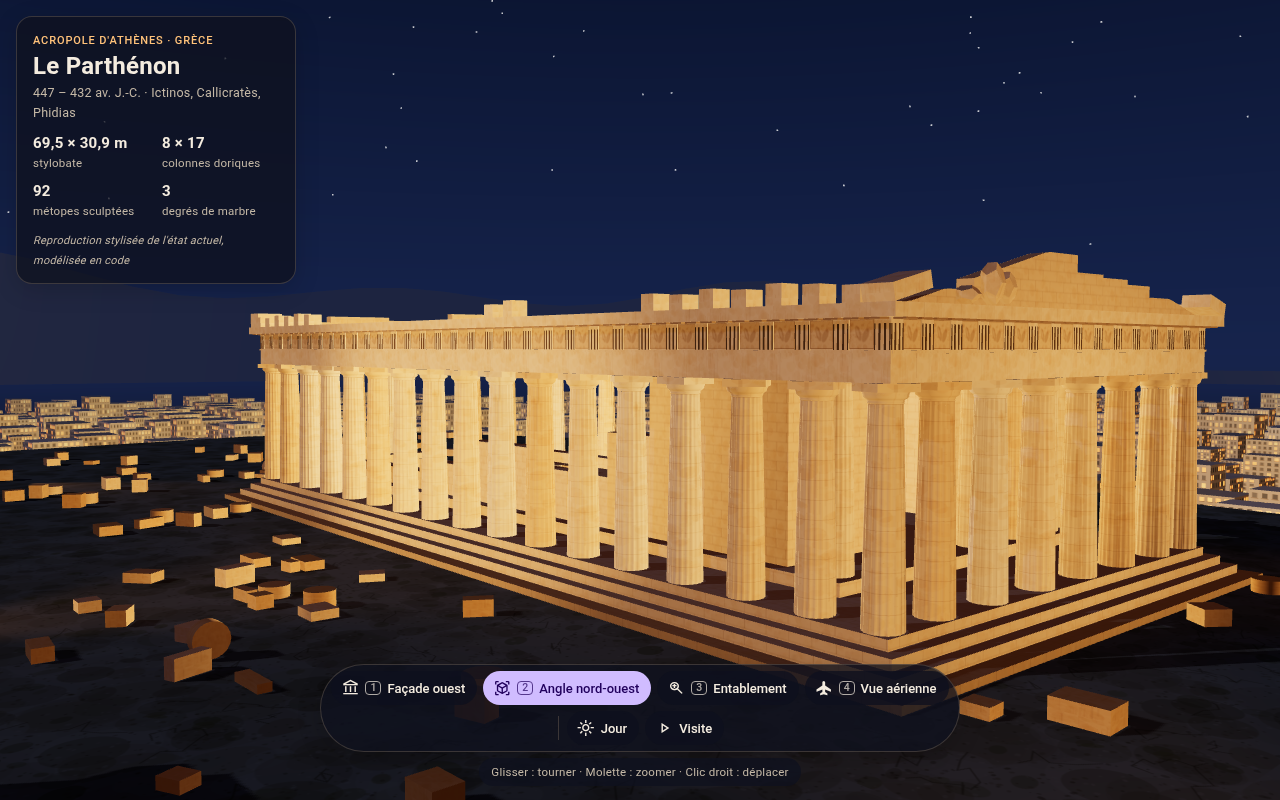 ACROPOLE D'ATHÈNES · GRÈCE
Le Parthénon
447 – 432 av. J.-C. · Ictinos, Callicratès,
Phidias
69,5 × 30,9 m
8 × 17
stylobate
colonnes doriques
92
3
métopes sculptées
degrés de marbre
Reproduction stylisée de l'état actuel,
modélisée en code
1 Façade ouest
2 Angle nord-ouest
3 Entablement
4 Vue aérienne
Jour
Visite
Glisser : tourner · Molette : zoomer · Clic droit : déplacer